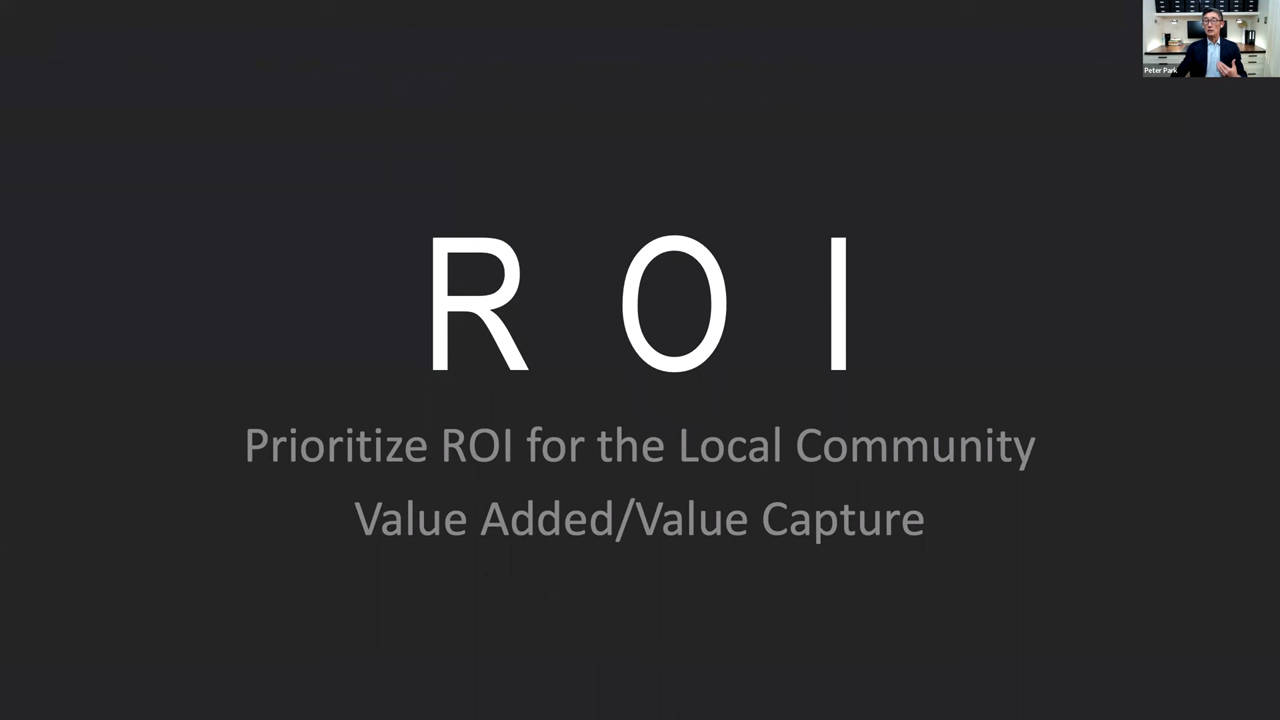 Peter Park
R O I
Prioritize ROI for the Local Community
Value Added/Value Capture